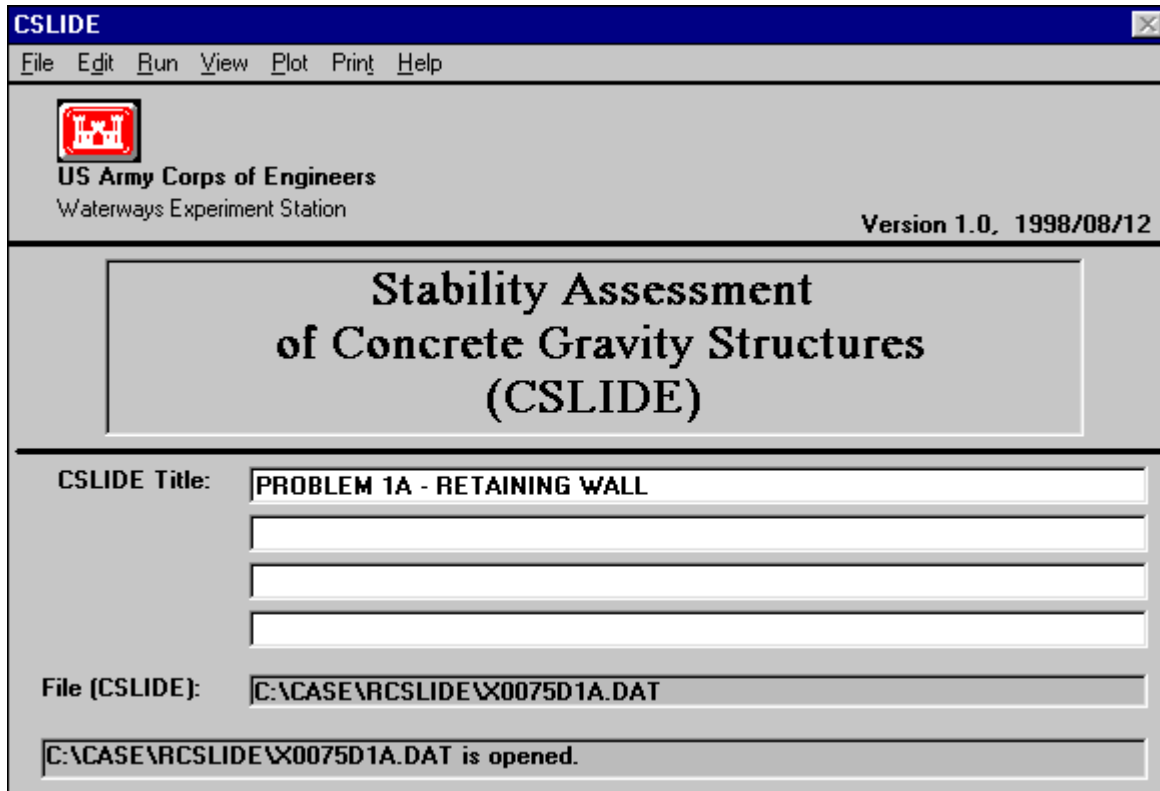 CSLIDE
File Edit Run View Plot Print Help
US Army Corps of Engineers
Waterways Experiment Station
Version 1.0, 1998/08/12
Stability Assessment
of Concrete Gravity Structures
(CSLIDE)
CSLIDE Title: PROBLEM 1A - RETAINING WALL
File (CSLIDE): C:\CASE\RCSLIDE\X0075D1A.DAT
C:\CASE\RCSLIDE\X0075D1A.DAT is opened.